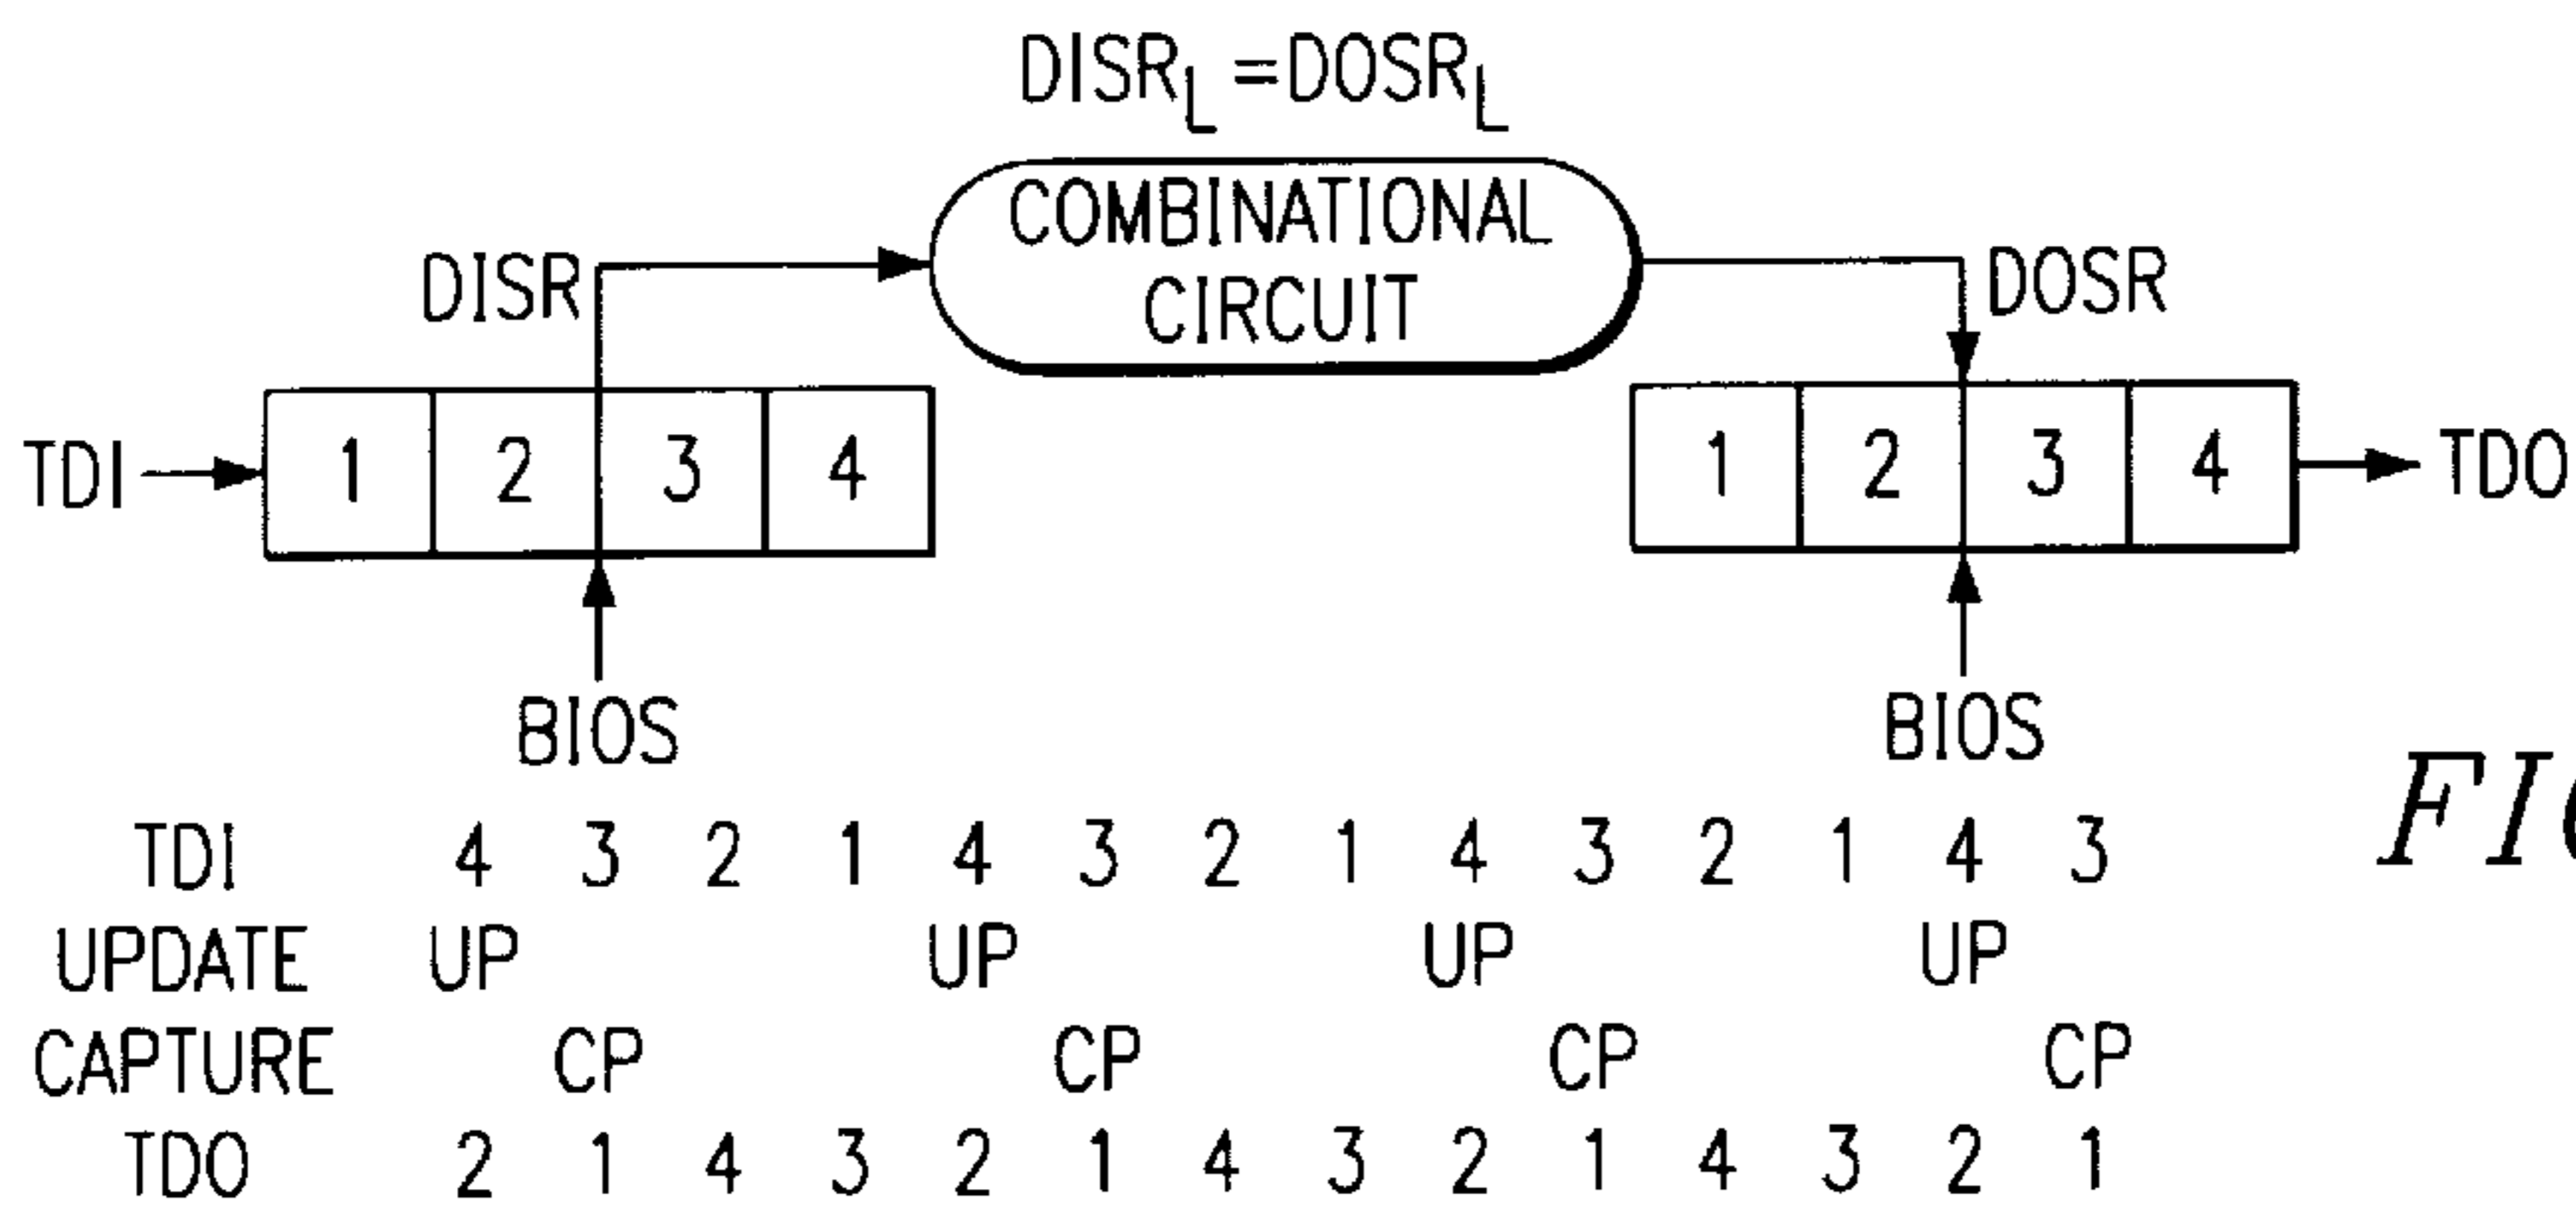 DISR_L =DOSR_L
COMBINATIONAL
CIRCUIT
DISR
DOSR
TDI
1 2 3 4
1 2 3 4
TDO
BIOS
BIOS
TDI 4 3 2 1 4 3 2 1 4 3 2 1 4 3
UPDATE UP UP UP UP
CAPTURE CP CP CP CP
TDO 2 1 4 3 2 1 4 3 2 1 4 3 2 1